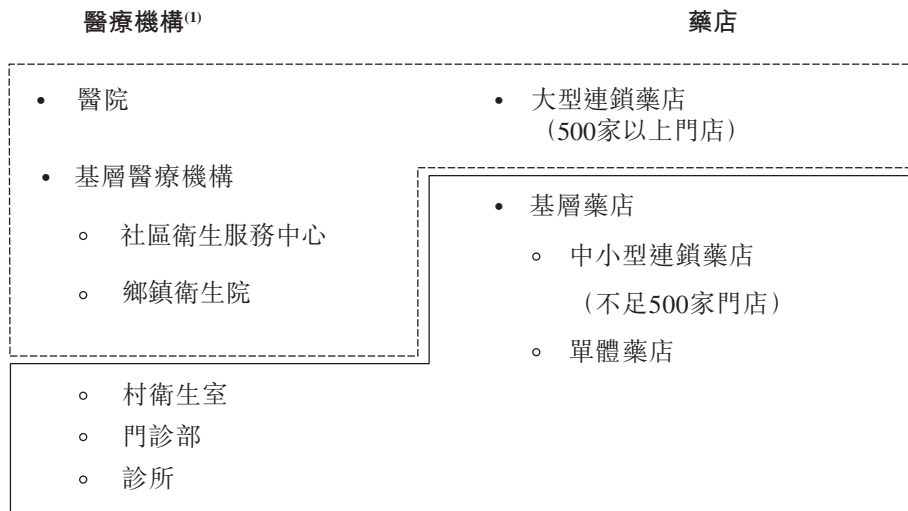 醫療機構(1)
藥店
• 醫院
• 基層醫療機構
○ 社區衛生服務中心
○ 鄉鎮衛生院
○ 村衛生室
○ 門診部
○ 診所
• 大型連鎖藥店
（500家以上門店）
• 基層藥店
○ 中小型連鎖藥店
（不足500家門店）
○ 單體藥店